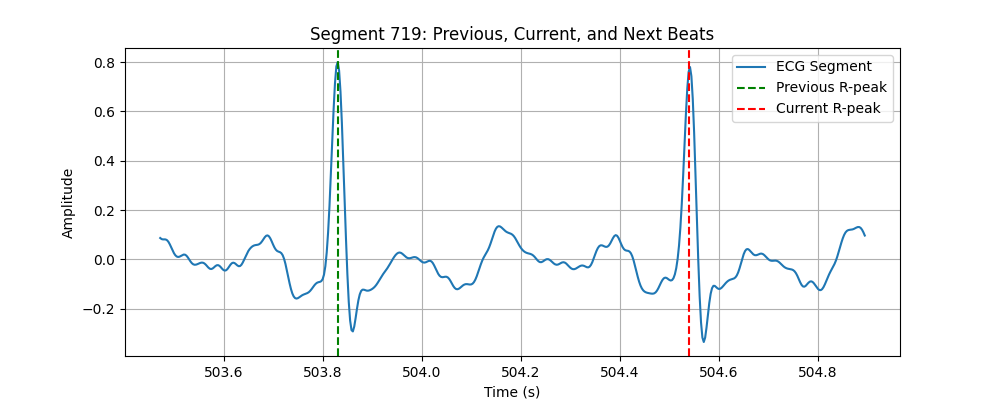 Segment 719: Previous, Current, and Next Beats
ECG Segment
Previous R-peak
Current R-peak
Amplitude
0.8
0.6
0.4
0.2
0.0
−0.2
503.6 503.8 504.0 504.2 504.4 504.6 504.8
Time (s)